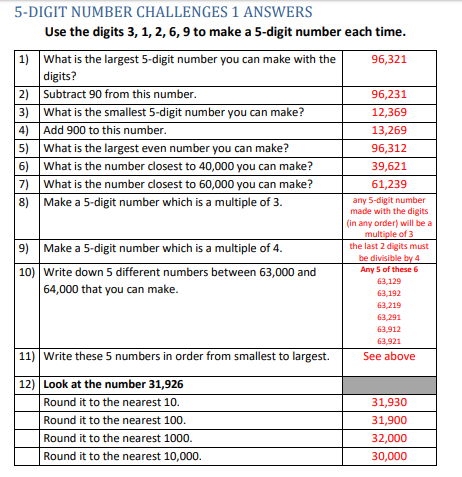 5-DIGIT NUMBER CHALLENGES 1 ANSWERS
Use the digits 3, 1, 2, 6, 9 to make a 5-digit number each time.
1) What is the largest 5-digit number you can make with the digits? 96,321
2) Subtract 90 from this number. 96,231
3) What is the smallest 5-digit number you can make? 12,369
4) Add 900 to this number. 13,269
5) What is the largest even number you can make? 96,312
6) What is the number closest to 40,000 you can make? 39,621
7) What is the number closest to 60,000 you can make? 61,239
8) Make a 5-digit number which is a multiple of 3.
any 5-digit number
made with the digits
(in any order) will be a
multiple of 3
9) Make a 5-digit number which is a multiple of 4.
the last 2 digits must
be divisible by 4
10) Write down 5 different numbers between 63,000 and
64,000 that you can make.
Any 5 of these 6
63,129
63,192
63,219
63,291
63,912
63,921
11) Write these 5 numbers in order from smallest to largest. See above
12) Look at the number 31,926
Round it to the nearest 10. 31,930
Round it to the nearest 100. 31,900
Round it to the nearest 1000. 32,000
Round it to the nearest 10,000. 30,000